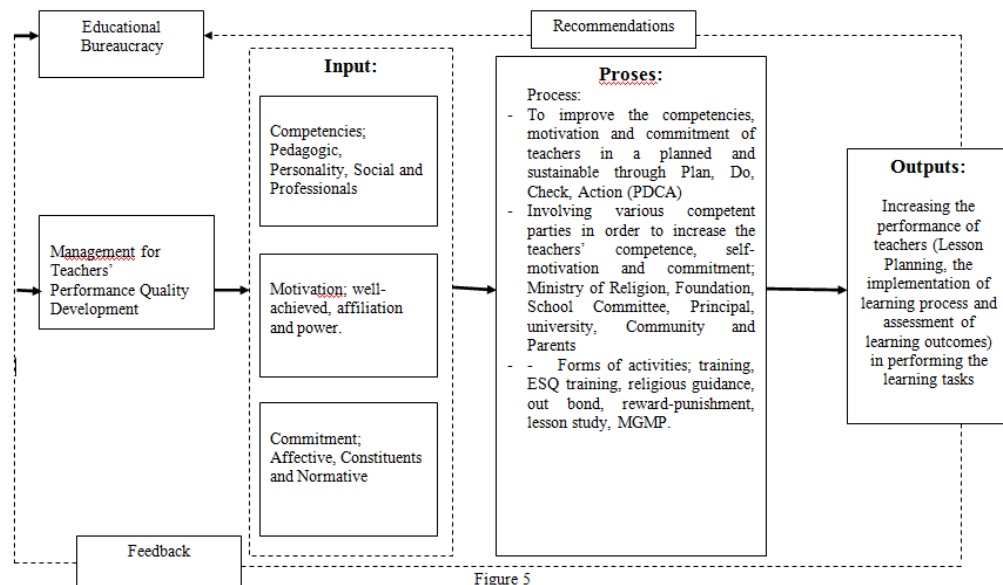 Educational
Bureaucracy
Recommendations
Input:
Competencies;
Pedagogic,
Personality, Social and
Professionals
Management for
Teachers’
Performance Quality
Development
Motivation; well-
achieved, affiliation
and power.
Commitment;
Affective, Constituents
and Normative
Proses:
Process:
- To improve the competencies,
motivation and commitment of
teachers in a planned and
sustainable through Plan, Do,
Check, Action (PDCA)
- Involving various competent
parties in order to increase the
teachers’ competence, self-
motivation and commitment;
Ministry of Religion, Foundation,
School Committee, Principal,
university, Community and
Parents
- - Forms of activities; training,
ESQ training, religious guidance,
out bond, reward-punishment,
lesson study, MGMP.
Outputs:
Increasing the
performance of
teachers (Lesson
Planning, the
implementation of
learning process and
assessment of
learning outcomes)
in performing the
learning tasks
Feedback
Figure 5